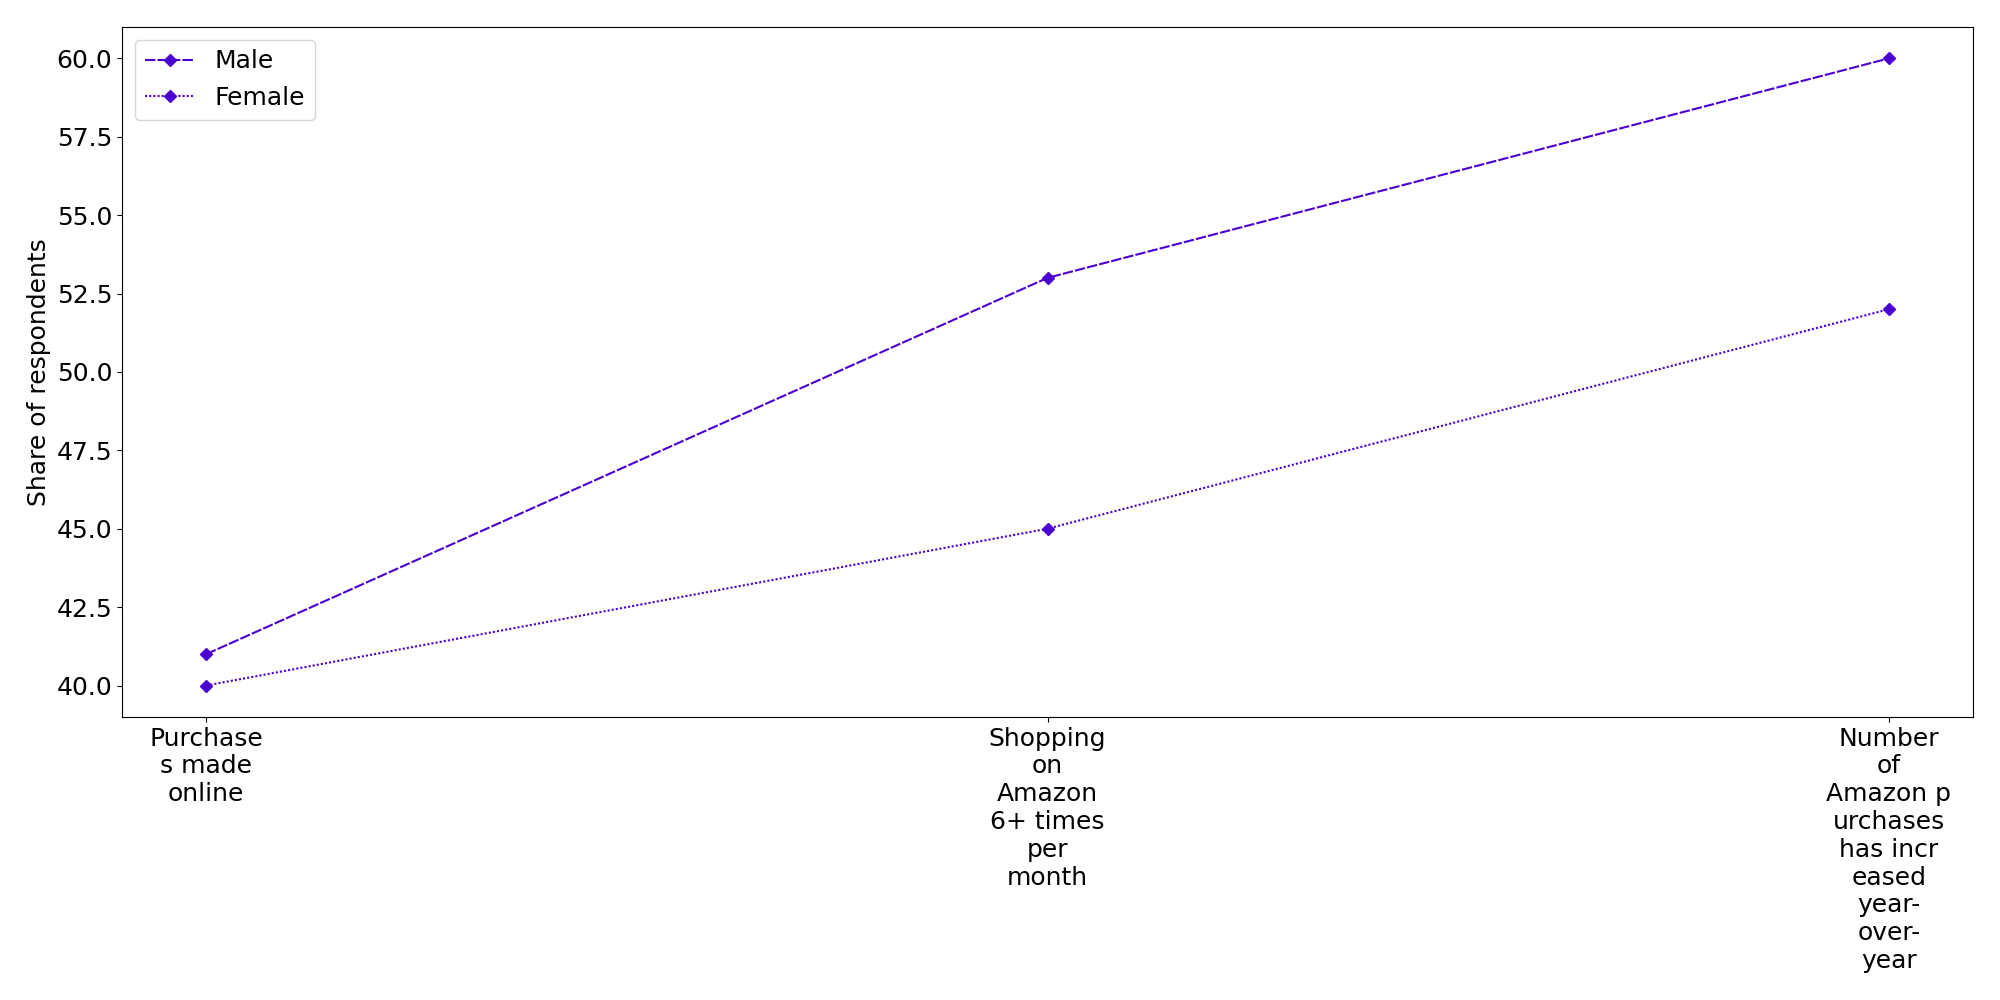 Male
Female
60.0
57.5
55.0
52.5
50.0
47.5
45.0
42.5
40.0
Share of respondents
Purchase
s made
online
Shopping
on
Amazon
6+ times
per
month
Number
of
Amazon p
urchases
has incr
eased
year-
over-
year